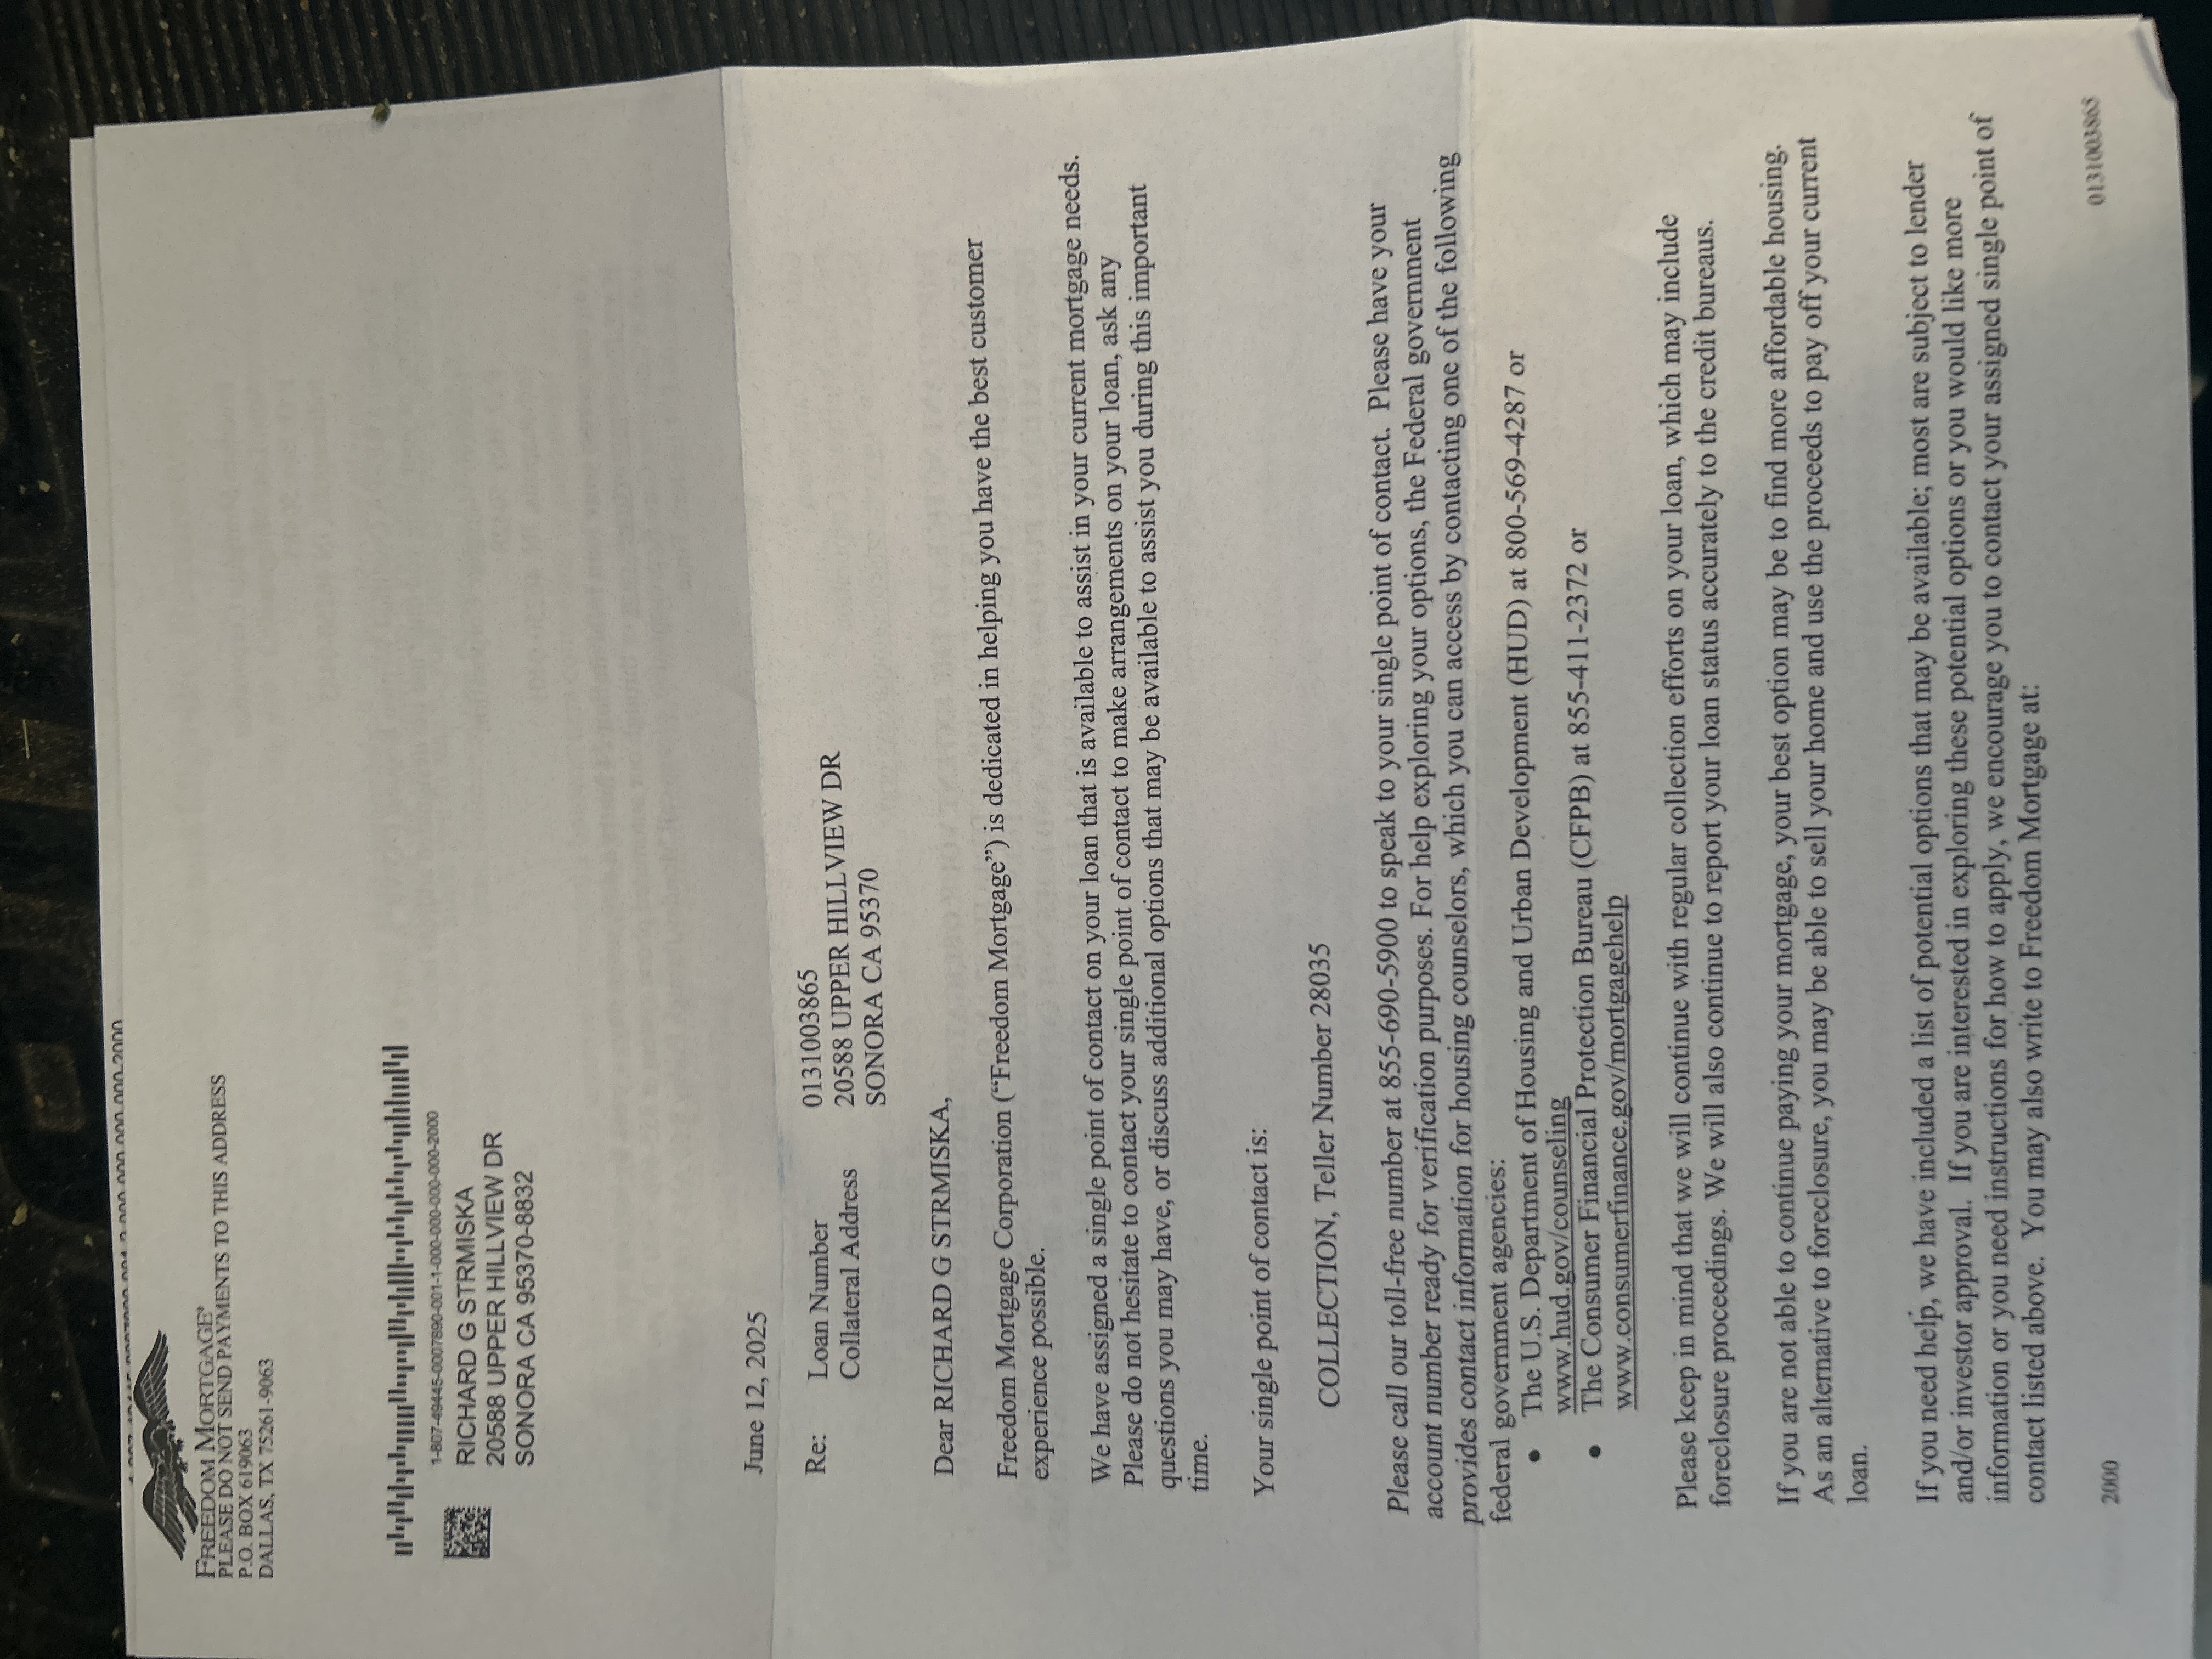 FREEDOM MORTGAGE®
PLEASE DO NOT SEND PAYMENTS TO THIS ADDRESS
P.O. BOX 619063
DALLAS, TX 75261-9063
1-807-49445-0007890-001-1-000-000-000-000-2000
RICHARD G STRMISKA
20588 UPPER HILLVIEW DR
SONORA CA 95370-8832
June 12, 2025
Re: Loan Number 0131003865
Collateral Address 20588 UPPER HILLVIEW DR
SONORA CA 95370
Dear RICHARD G STRMISKA,
Freedom Mortgage Corporation (“Freedom Mortgage”) is dedicated in helping you have the best customer
experience possible.
We have assigned a single point of contact on your loan that is available to assist in your current mortgage needs.
Please do not hesitate to contact your single point of contact to make arrangements on your loan, ask any
questions you may have, or discuss additional options that may be available to assist you during this important
time.
Your single point of contact is:
COLLECTION, Teller Number 28035
Please call our toll-free number at 855-690-5900 to speak to your single point of contact.  Please have your
account number ready for verification purposes. For help exploring your options, the Federal government
provides contact information for housing counselors, which you can access by contacting one of the following
federal government agencies:
• The U.S. Department of Housing and Urban Development (HUD) at 800-569-4287 or
www.hud.gov/counseling
• The Consumer Financial Protection Bureau (CFPB) at 855-411-2372 or
www.consumerfinance.gov/mortgagehelp
Please keep in mind that we will continue with regular collection efforts on your loan, which may include
foreclosure proceedings. We will also continue to report your loan status accurately to the credit bureaus.
If you are not able to continue paying your mortgage, your best option may be to find more affordable housing.
As an alternative to foreclosure, you may be able to sell your home and use the proceeds to pay off your current
loan.
If you need help, we have included a list of potential options that may be available; most are subject to lender
and/or investor approval.  If you are interested in exploring these potential options or you would like more
information or you need instructions for how to apply, we encourage you to contact your assigned single point of
contact listed above.  You may also write to Freedom Mortgage at:
2000 0131003865